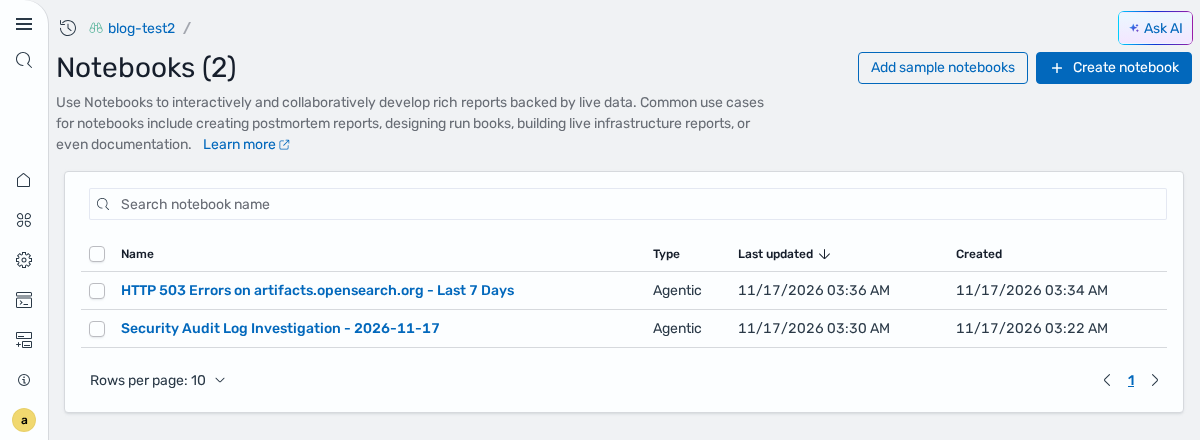 blog-test2 /
Ask AI
Notebooks (2)
Add sample notebooks
Create notebook
Use Notebooks to interactively and collaboratively develop rich reports backed by live data. Common use cases
for notebooks include creating postmortem reports, designing run books, building live infrastructure reports, or
even documentation. Learn more
Search notebook name
Name Type Last updated Created
HTTP 503 Errors on artifacts.opensearch.org - Last 7 Days Agentic 11/17/2026 03:36 AM 11/17/2026 03:34 AM
Security Audit Log Investigation - 2026-11-17 Agentic 11/17/2026 03:30 AM 11/17/2026 03:22 AM
Rows per page: 10
1
a